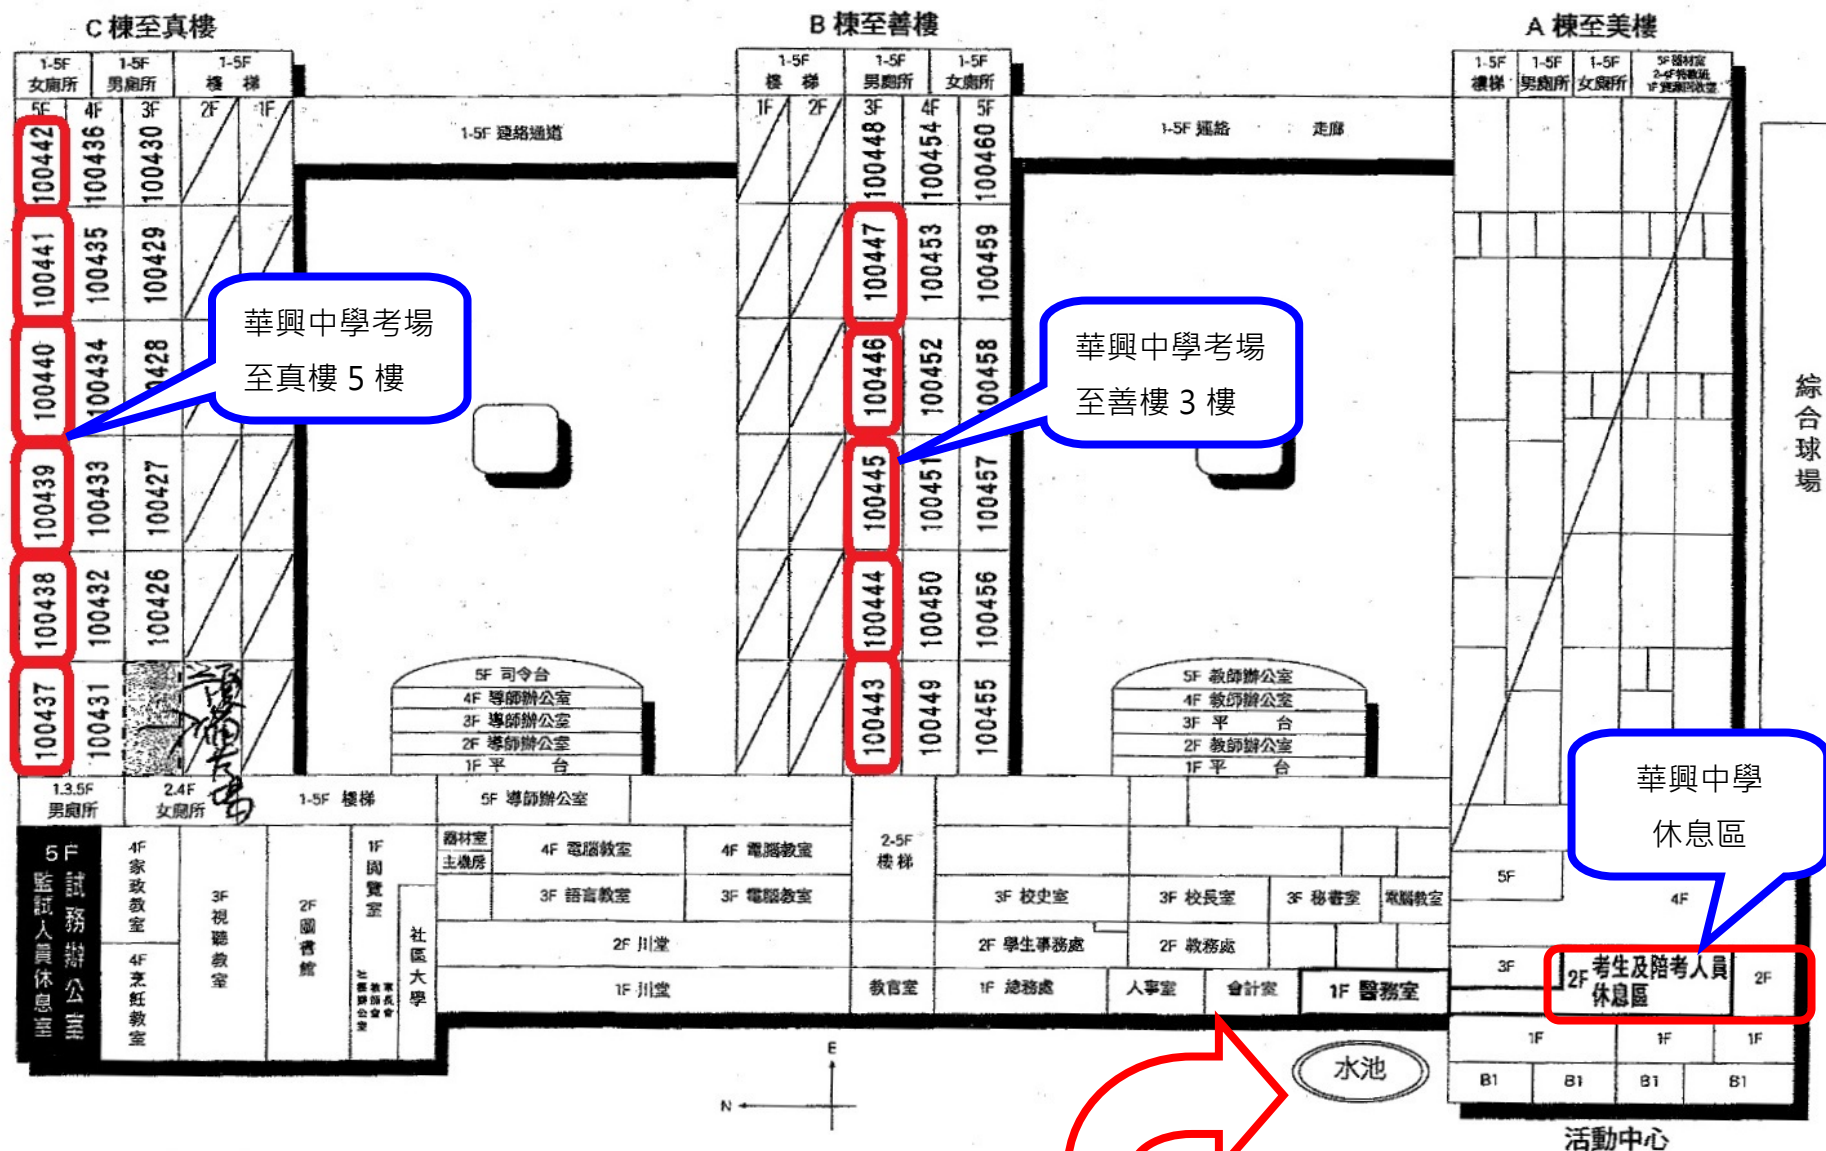 C 棟至真樓
B 棟至善樓
A 棟至美樓
1-5F
女廁所
1-5F
男廁所
1-5F
樓 梯
5F
4F
3F
2F
1F
100442
100436
100430
100441
100435
100429
100440
100434
100439
100433
100427
100438
100432
100426
100437
100431
預備考場
華興中學考場
至真樓 5 樓
1-5F 連絡通道
1-5F
樓 梯
1-5F
男廁所
1-5F
女廁所
1F
2F
3F
4F
5F
100448
100454
100460
100447
100453
100459
100446
100452
100458
100445
100451
100457
100444
100450
100456
100443
100449
100455
華興中學考場
至善樓 3 樓
1-5F 連絡 走廊
1-5F
樓梯
1-5F
男廁所
1-5F
女廁所
5F 器材室
2-4F 特教班
綜合球場
5F 司令台
4F 導師辦公室
3F 導師辦公室
2F 導師辦公室
1F 平 台
5F 教師辦公室
4F 教師辦公室
3F 平 台
2F 教師辦公室
1F 平 台
1.3.5F
男廁所
2.4F
女廁所
1-5F 樓梯
5F 導師辦公室
5F 試務辦公室
監試人員休息室
4F 家政教室
4F 烹飪教室
3F 視聽教室
2F 圖書館
1F 閱覽室
社區大學
器材室
主機房
4F 電腦教室
4F 電腦教室
3F 語言教室
3F 電腦教室
2F 川堂
1F 川堂
2-5F
樓梯
3F 校史室
3F 校長室
3F 秘書室
電腦教室
2F 學生事務處
2F 教務處
教官室
1F 總務處
人事室
會計室
1F 醫務室
華興中學
休息區
5F
4F
3F
2F 考生及陪考人員
休息區
2F
1F
1F
1F
B1
B1
B1
B1
水池
活動中心
E
N